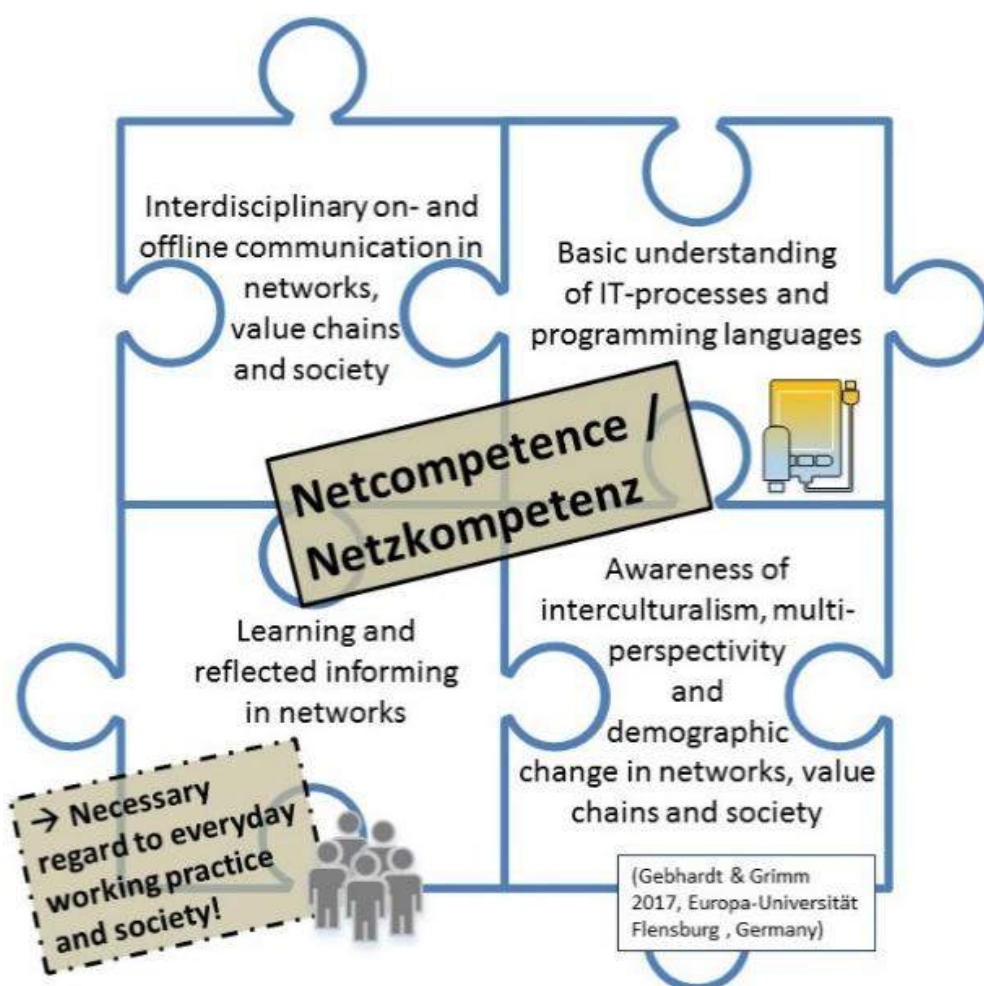 Interdisciplinary on- and
offline communication in
networks,
value chains
and society
Basic understanding
of IT-processes and
programming languages
Netcompetence /
Netzkompetenz
Learning and
reflected informing
in networks
Awareness of
interculturalism, multi-
perspectivity
and
demographic
change in networks, value
chains and society
→ Necessary
regard to everyday
working practice
and society!
(Gebhardt & Grimm
2017, Europa-Universität
Flensburg , Germany)